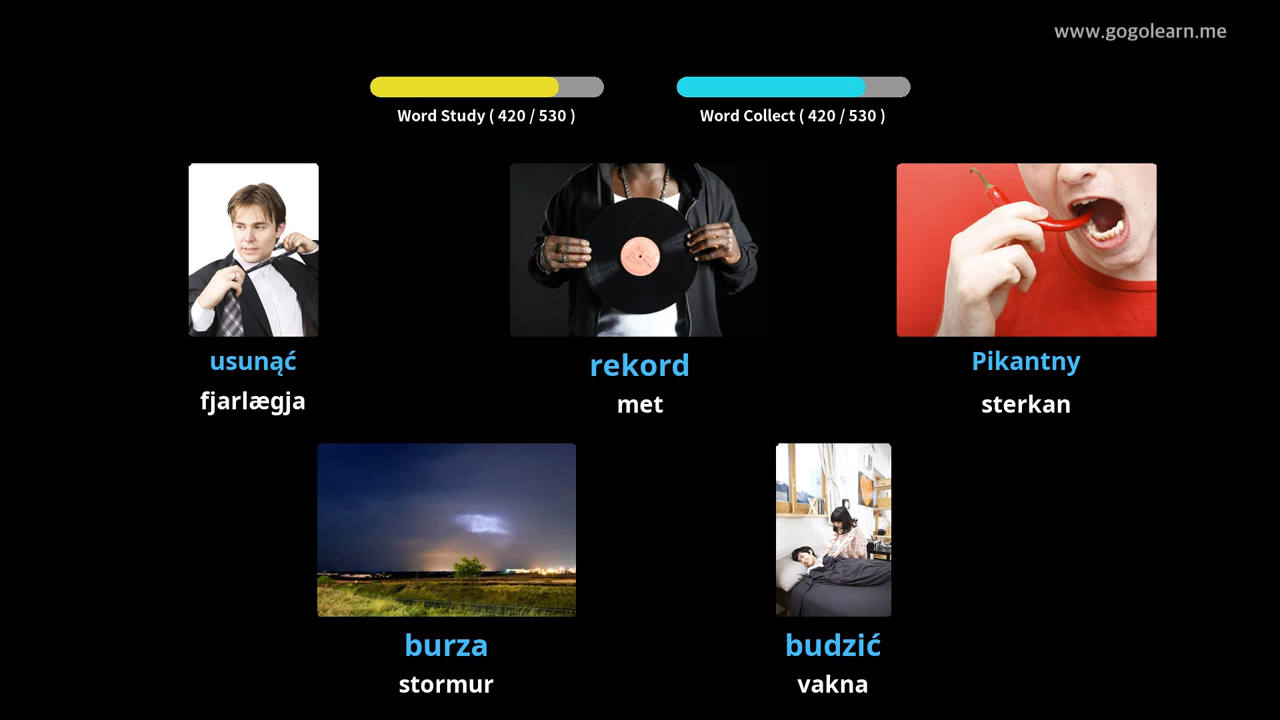 www.gogolearn.me
Word Study ( 420 / 530 )
Word Collect ( 420 / 530 )
usunąć
fjarlægja
rekord
met
Pikantny
sterkan
burza
stormur
budzić
vakna